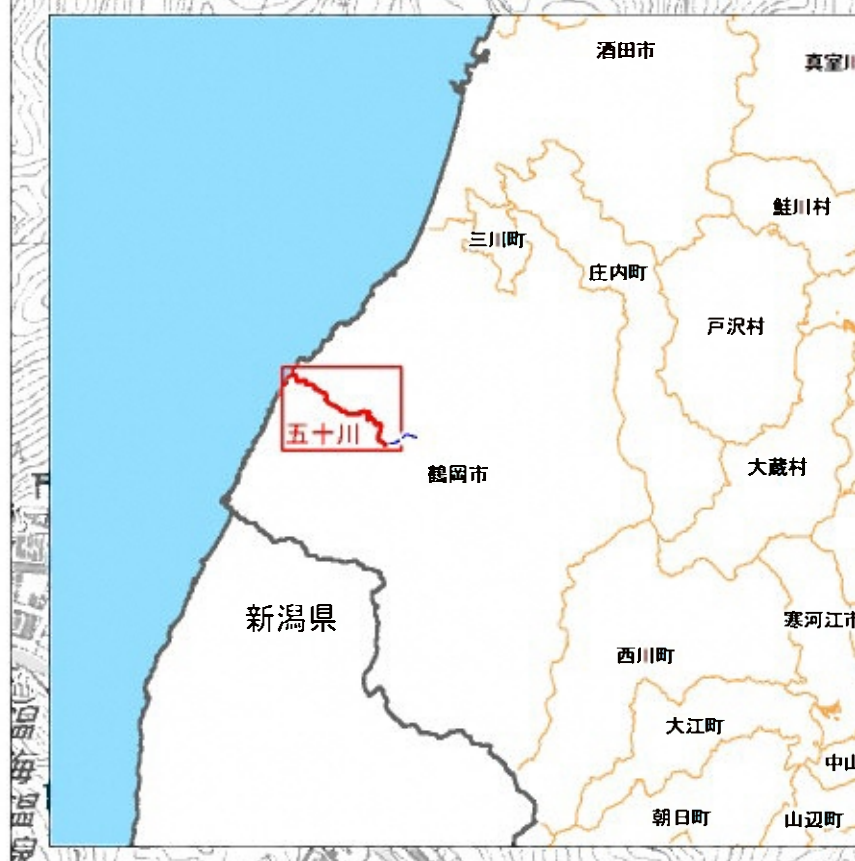 酒田市
真室川
鮭川村
三川町
庄内町
戸沢村
五十川
鶴岡市
大蔵村
新潟県
寒河江市
西川町
大江町
中山
朝日町
山辺町